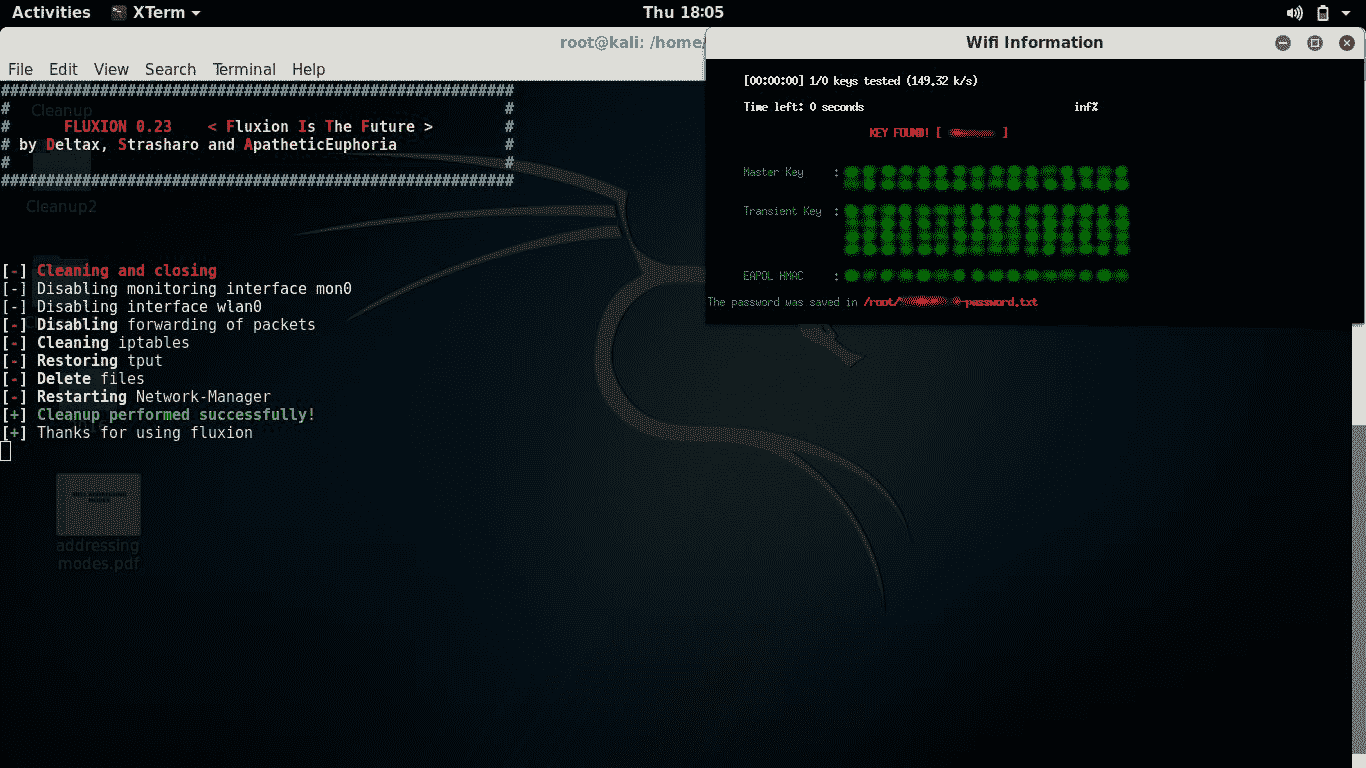 Activities XTerm Thu 18:05
root@kali: /home/
File Edit View Search Terminal Help
######################################################### 
# #
# FLUXION 0.23 < Fluxion Is The Future > #
# by Deltax, Strasharo and ApatheticEuphoria #
# #
#########################################################
Cleanup
Cleanup2
[-] Cleaning and closing
[-] Disabling monitoring interface mon0
[-] Disabling interface wlan0
[-] Disabling forwarding of packets
[-] Cleaning iptables
[-] Restoring tput
[-] Delete files
[-] Restarting Network-Manager
[+] Cleanup performed successfully!
[+] Thanks for using fluxion
addressing
modes.pdf
Wifi Information
[00:00:00] 1/0 keys tested (149.32 k/s)
Time left: 0 seconds inf%
KEY FOUND! [ ]
Master Key :
Transient Key :
EAPOL HMAC :
The password was saved in /root/ -password.txt